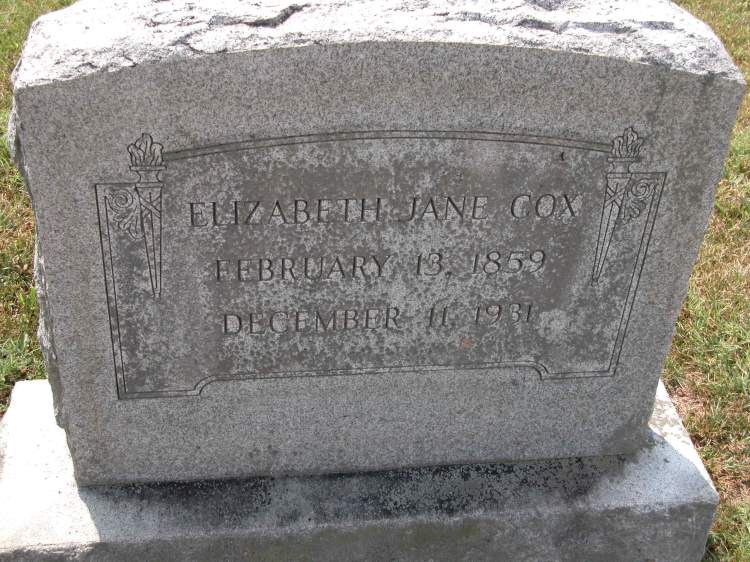 ELIZABETH JANE COX
FEBRUARY 13, 1859
DECEMBER 11, 1931